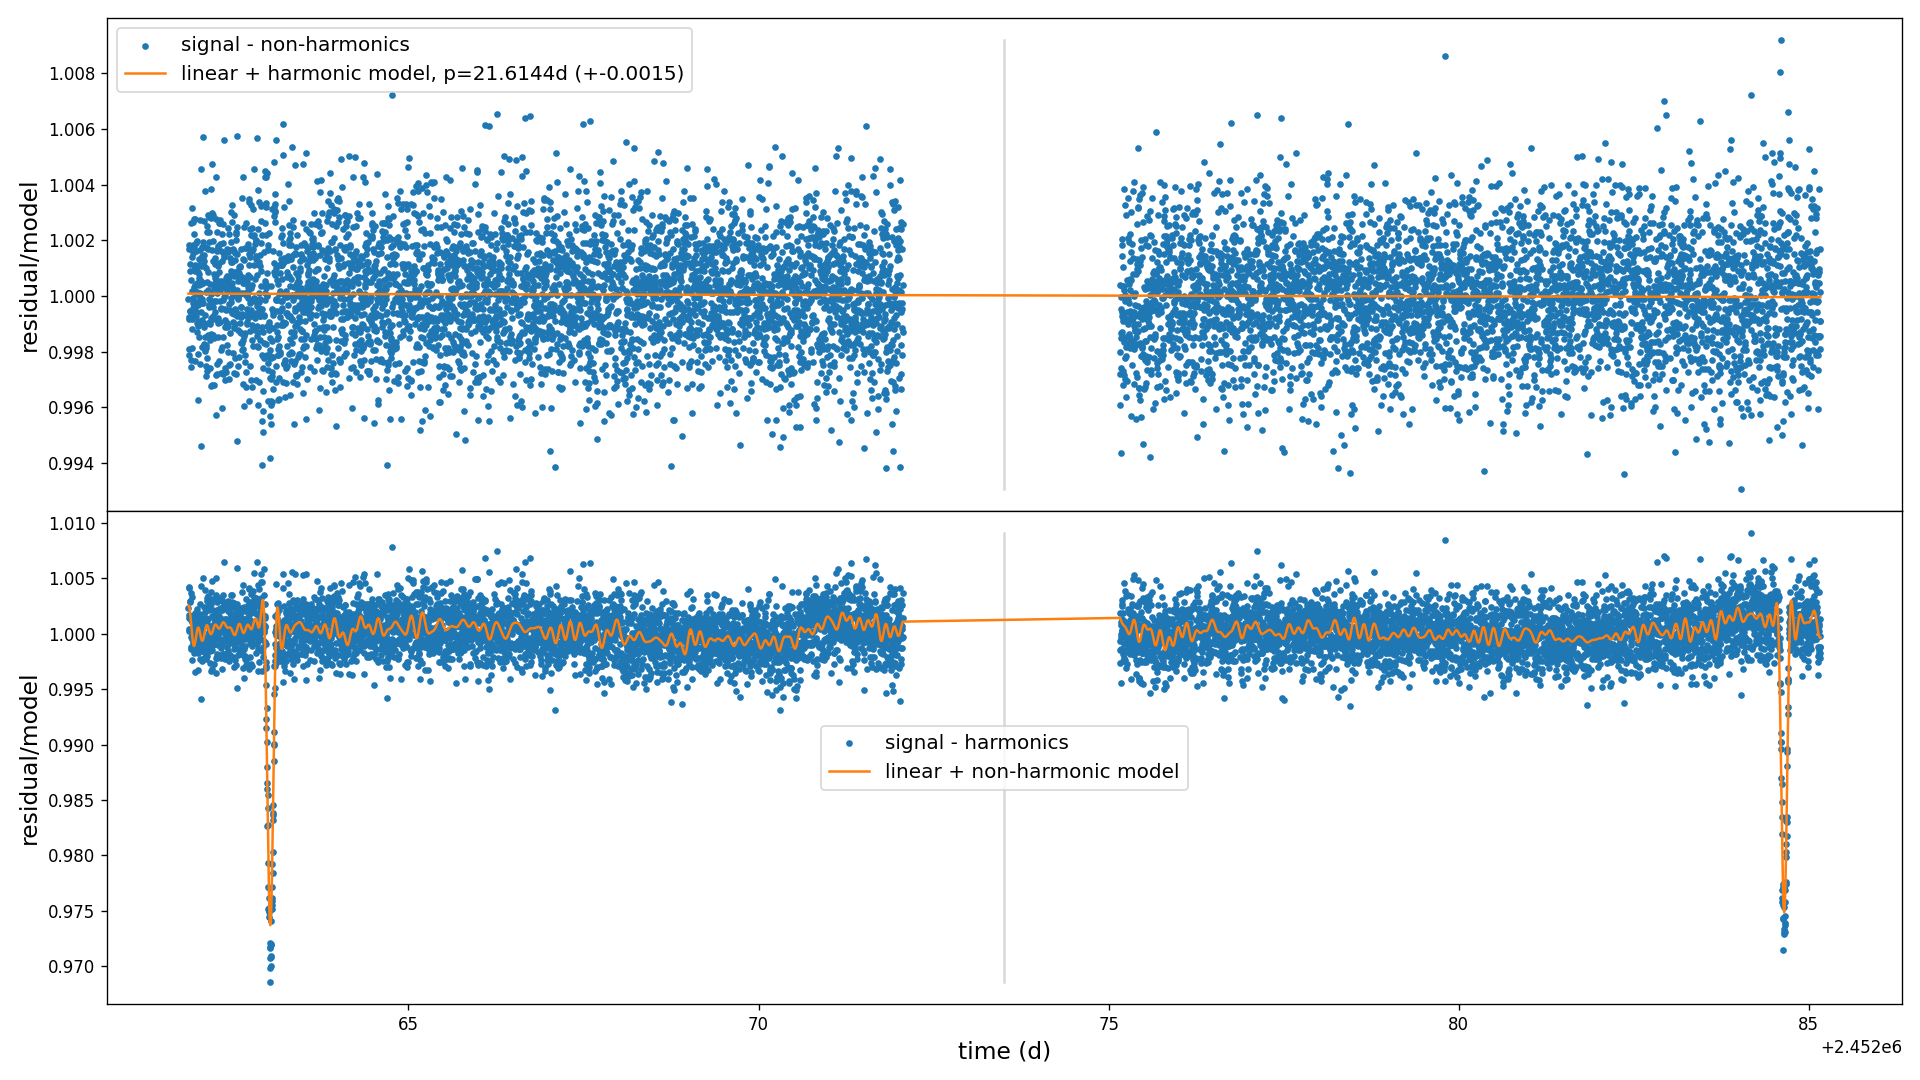 signal - non-harmonics
linear + harmonic model, p=21.6144d (+-0.0015)
residual/model
1.008
1.006
1.004
1.002
1.000
0.998
0.996
0.994
residual/model
1.010
1.005
1.000
0.995
0.990
0.985
0.980
0.975
0.970
signal - harmonics
linear + non-harmonic model
65
70
75
80
85
time (d)
+2.452e6